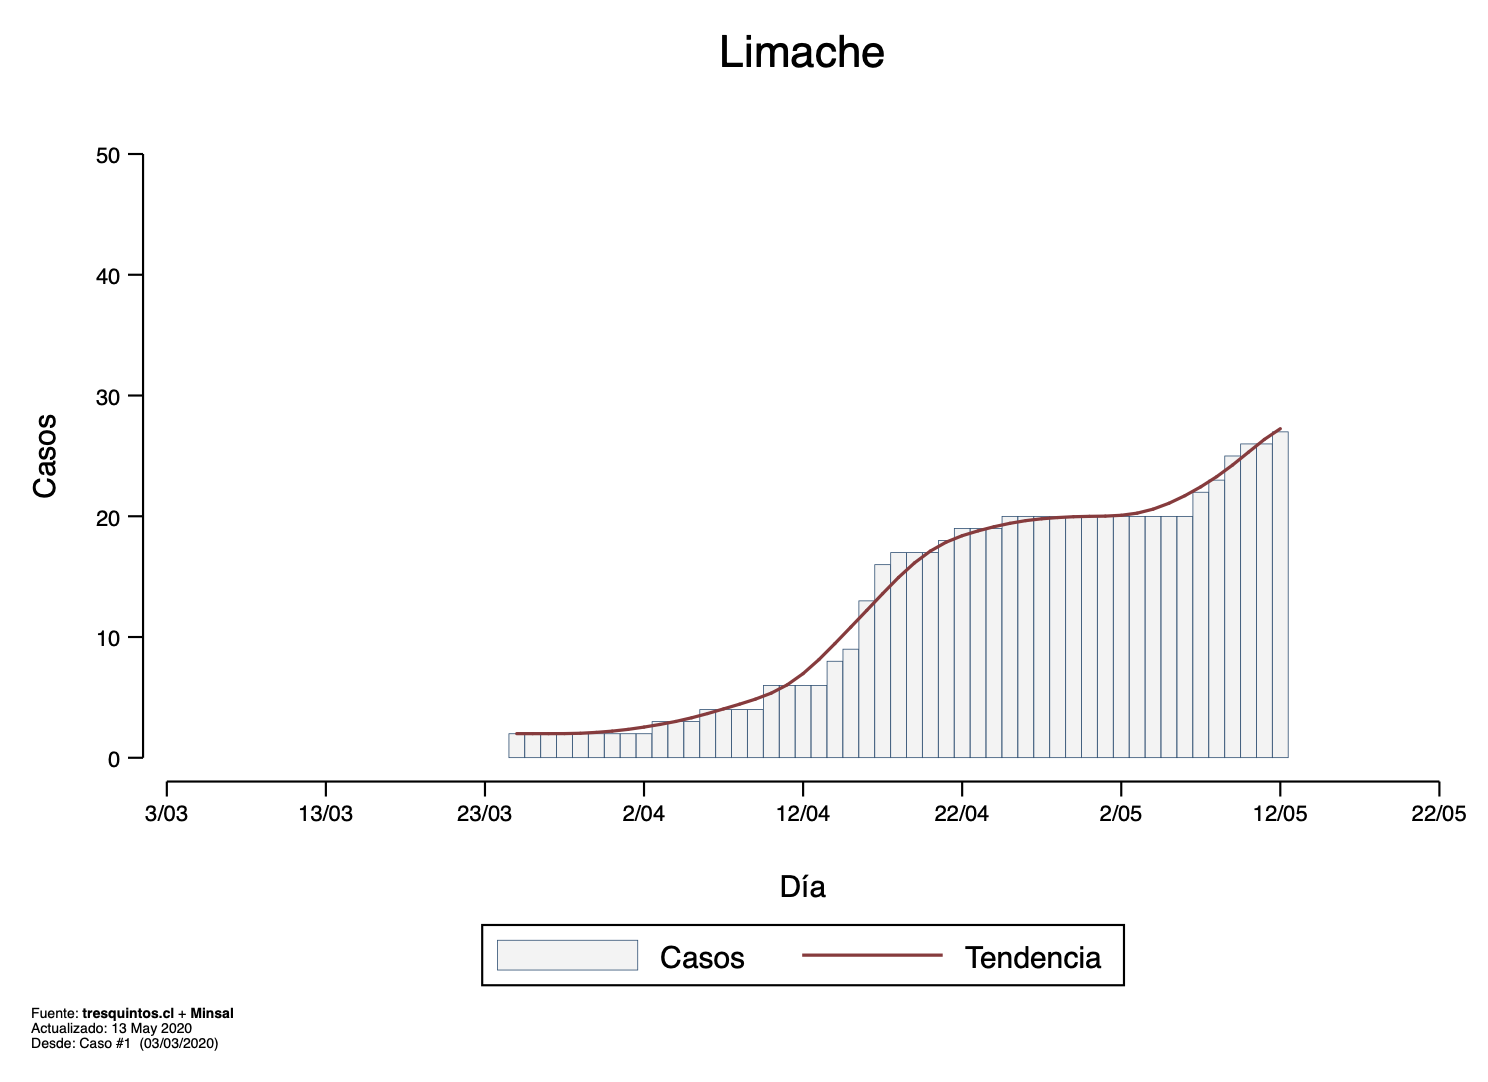 Limache
50
40
30
20
10
0
Casos
3/03 13/03 23/03 2/04 12/04 22/04 2/05 12/05 22/05
Día
Casos Tendencia
Fuente: tresquintos.cl + Minsal
Actualizado: 13 May 2020
Desde: Caso #1 (03/03/2020)